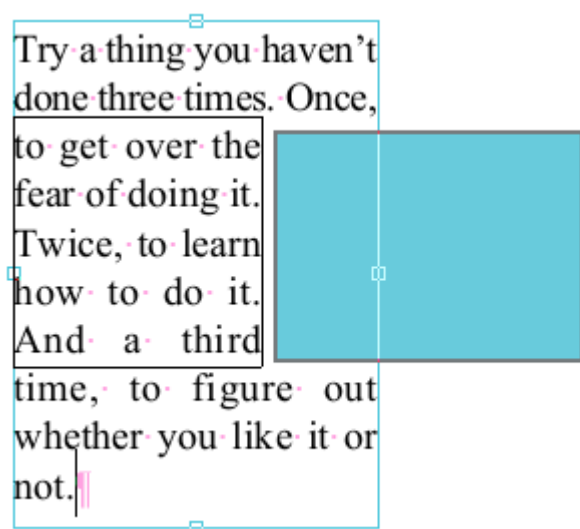 Try a thing you haven’t
done three times. Once,
to get over the
fear of doing it.
Twice, to learn
how to do it.
And a third
time, to figure out
whether you like it or
not.